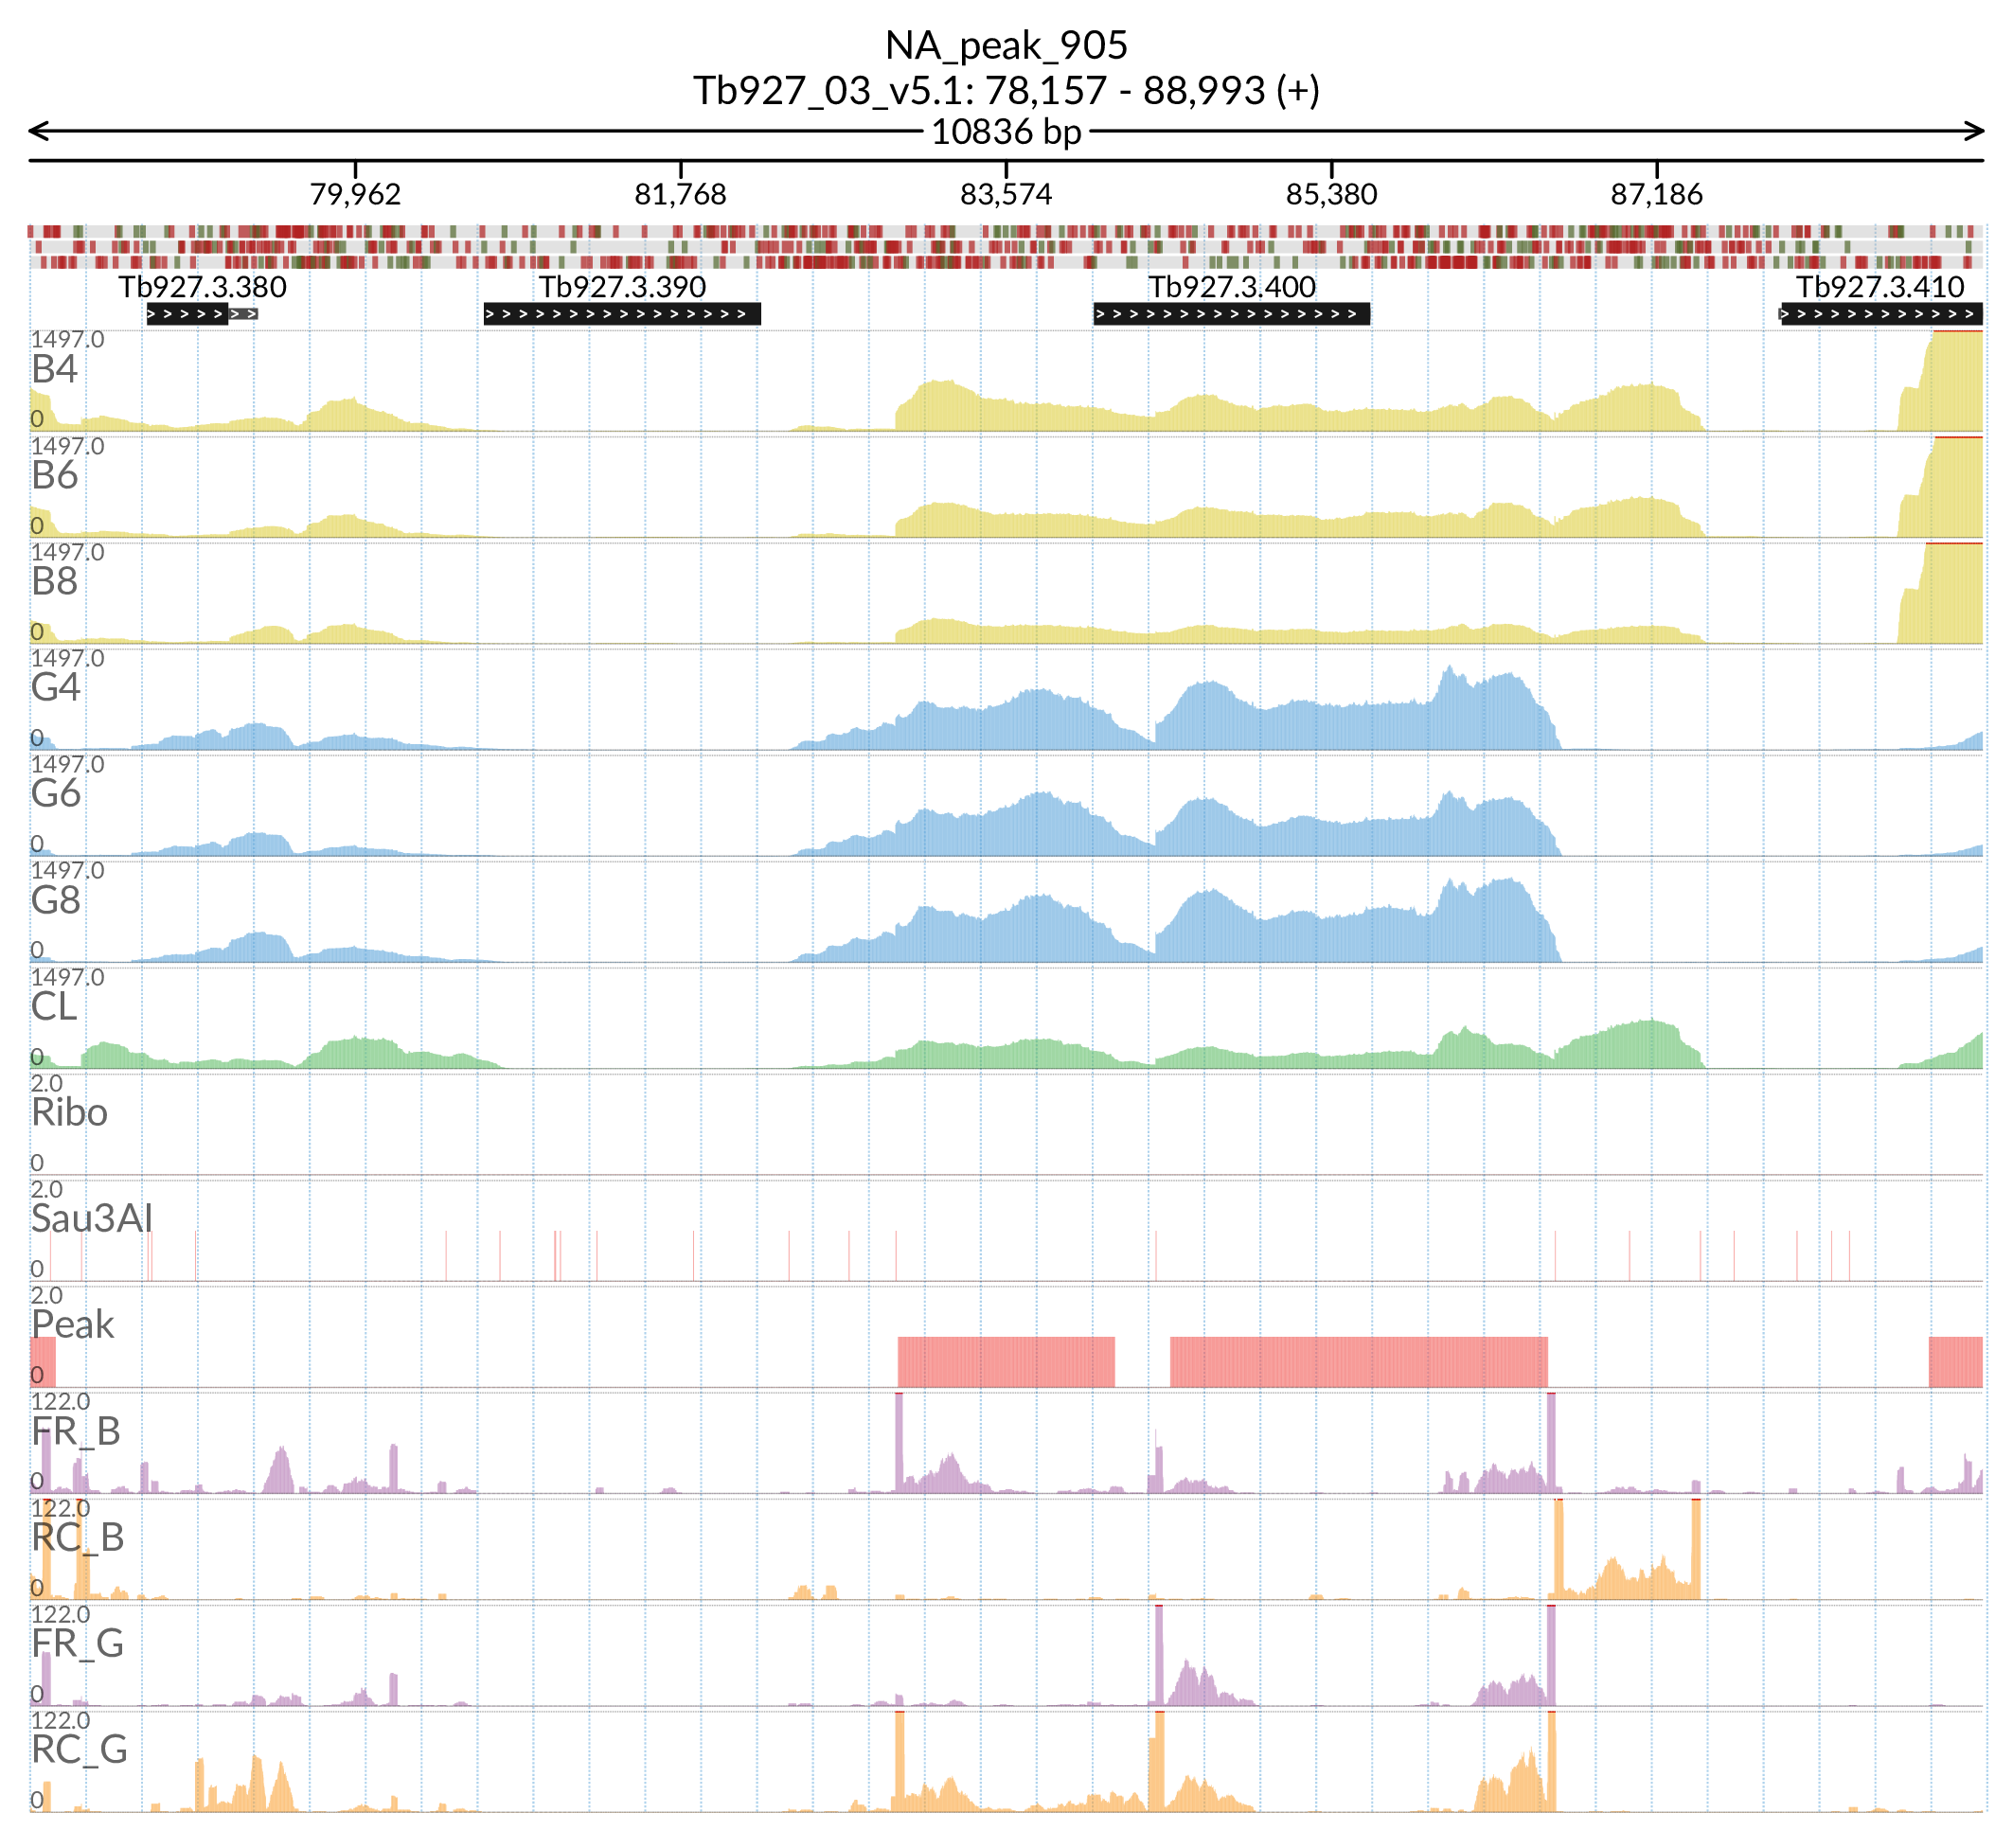 NA_peak_905
Tb927_03_v5.1: 78,157 - 88,993 (+)
10836 bp
79,962 81,768 83,574 85,380 87,186
Tb927.3.380 Tb927.3.390 Tb927.3.400 Tb927.3.410
1497.0
B4
0
1497.0
B6
0
1497.0
B8
0
1497.0
G4
0
1497.0
G6
0
1497.0
G8
0
1497.0
CL
0
2.0
Ribo
0
2.0
Sau3AI
0
2.0
Peak
0
122.0
FR_B
0
122.0
RC_B
0
122.0
FR_G
0
122.0
RC_G
0